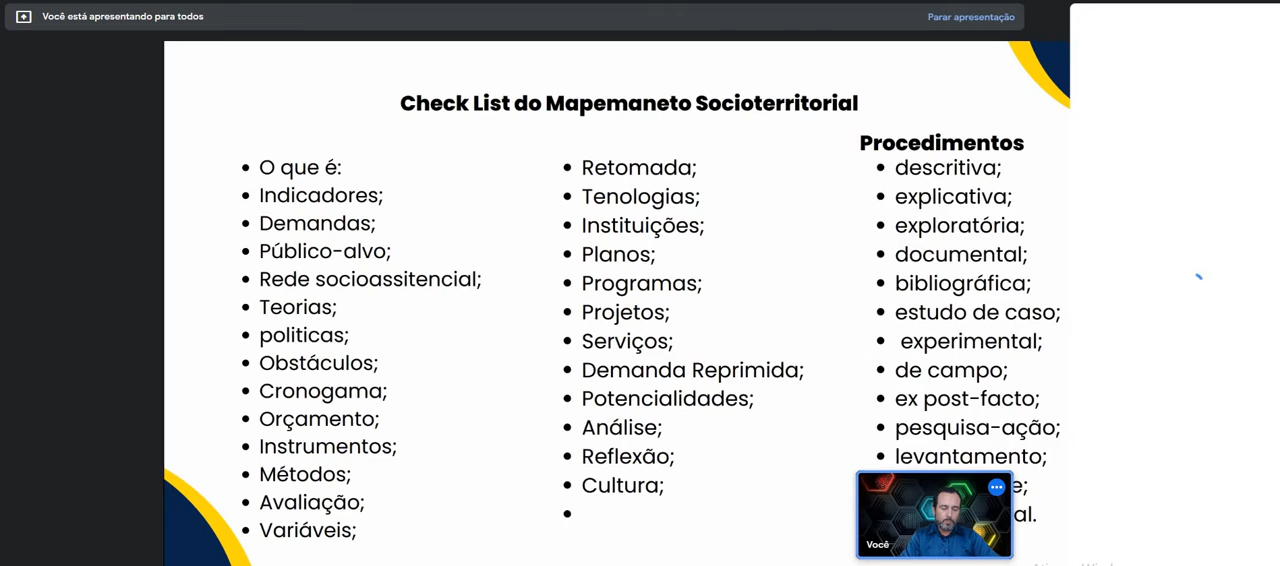 Você está apresentando para todos
Parar apresentação
Check List do Mapemaneto Socioterritorial
O que é:
Indicadores;
Demandas;
Público-alvo;
Rede socioassitencial;
Teorias;
politicas;
Obstáculos;
Cronogama;
Orçamento;
Instrumentos;
Métodos;
Avaliação;
Variáveis;
Retomada;
Tenologias;
Instituições;
Planos;
Programas;
Projetos;
Serviços;
Demanda Reprimida;
Potencialidades;
Análise;
Reflexão;
Cultura;
Procedimentos
descritiva;
explicativa;
exploratória;
documental;
bibliográfica;
estudo de caso;
experimental;
de campo;
ex post-facto;
pesquisa-ação;
levantamento;
e;
al.
Você